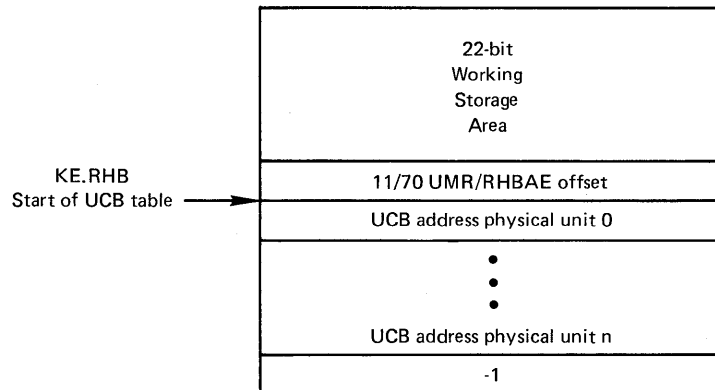 22-bit
Working
Storage
Area
KE.RHB
11/70 UMR/RHBAE offset
Start of UCB table
UCB address physical unit 0
UCB address physical unit n
-1